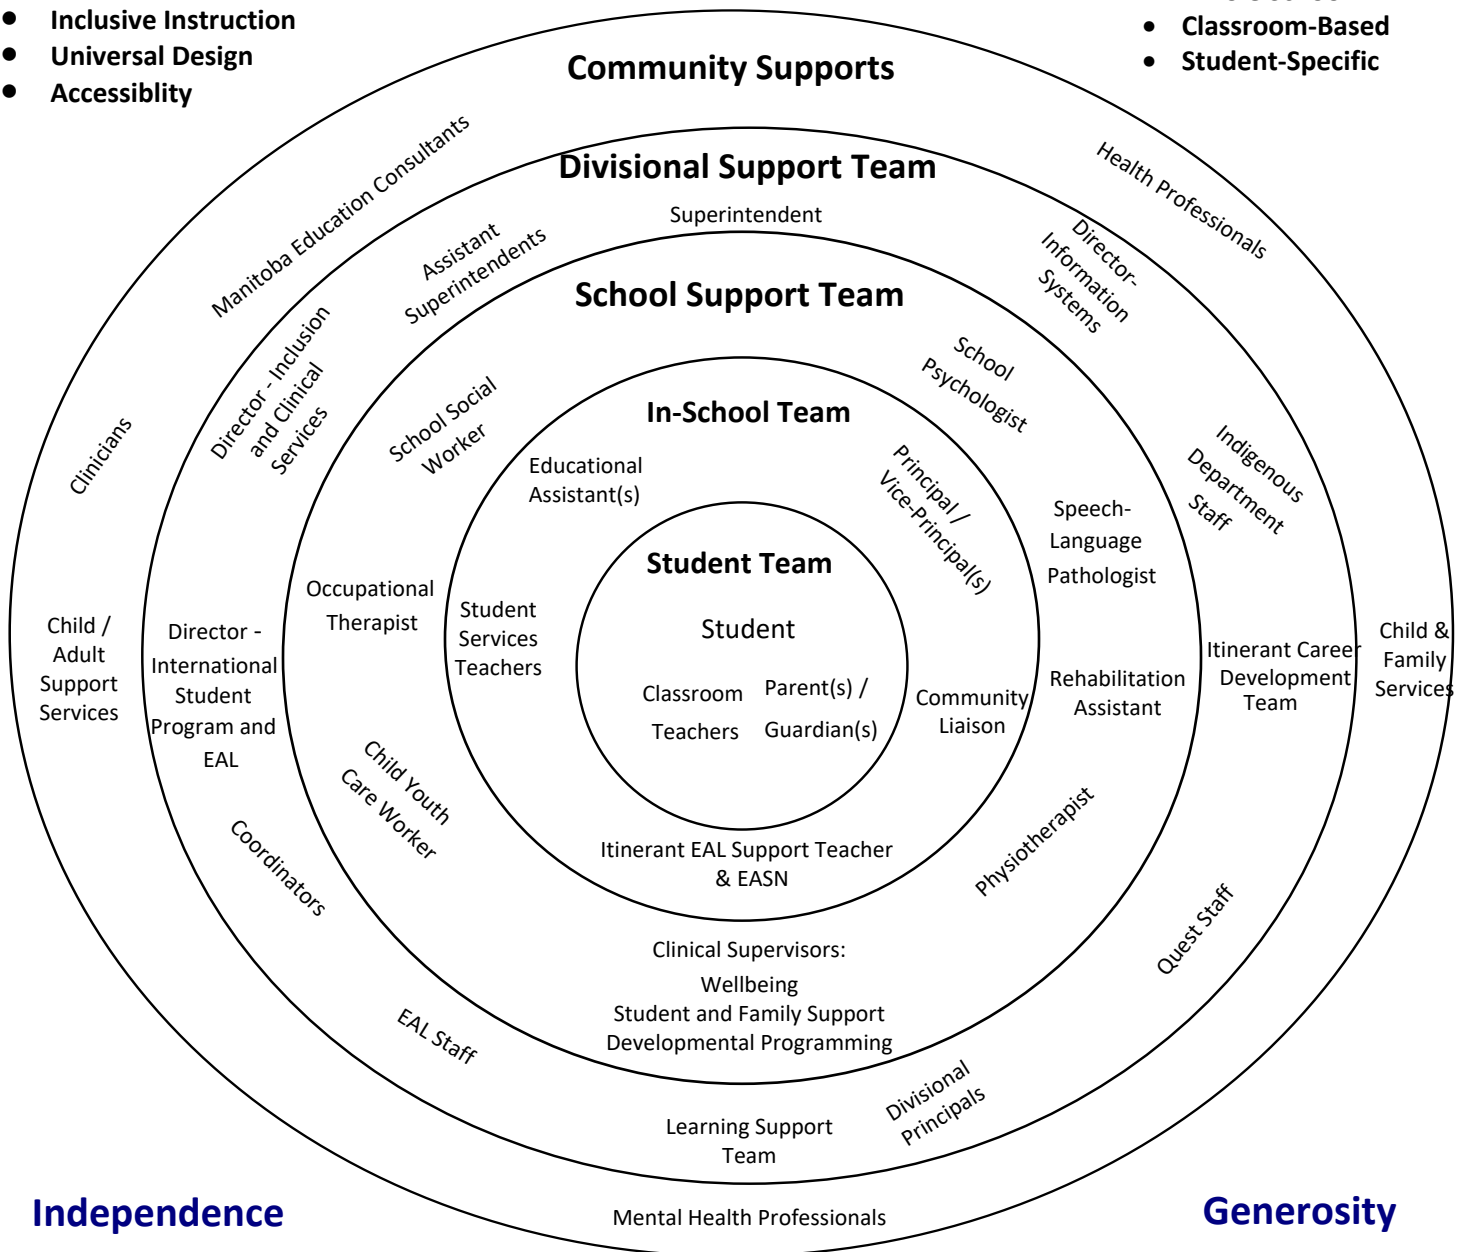 ● Inclusive Instruction
● Universal Design
● Accessiblity
● Classroom-Based
● Student-Specific
Community Supports
Manitoba Education Consultants
Health Professionals
Clinicians
Child /
Adult
Support
Services
Child &
Family
Services
Mental Health Professionals
Divisional Support Team
Superintendent
Assistant
Superintendents
Director-
Information
Systems
Director - Inclusion
and Clinical
Services
Indigenous
Department
Staff
Director -
International
Student
Program and
EAL
Itinerant Career
Development
Team
Coordinators
Quest Staff
EAL Staff
Divisional
Principals
Learning Support
Team
School Support Team
School
Psychologist
School Social
Worker
Speech-
Language
Pathologist
Occupational
Therapist
Rehabilitation
Assistant
Child Youth
Care Worker
Physiotherapist
Clinical Supervisors:
Wellbeing
Student and Family Support
Developmental Programming
In-School Team
Educational
Assistant(s)
Principal /
Vice-Principal(s)
Student
Services
Teachers
Community
Liaison
Itinerant EAL Support Teacher
& EASN
Student Team
Student
Classroom
Teachers
Parent(s) /
Guardian(s)
Independence
Generosity